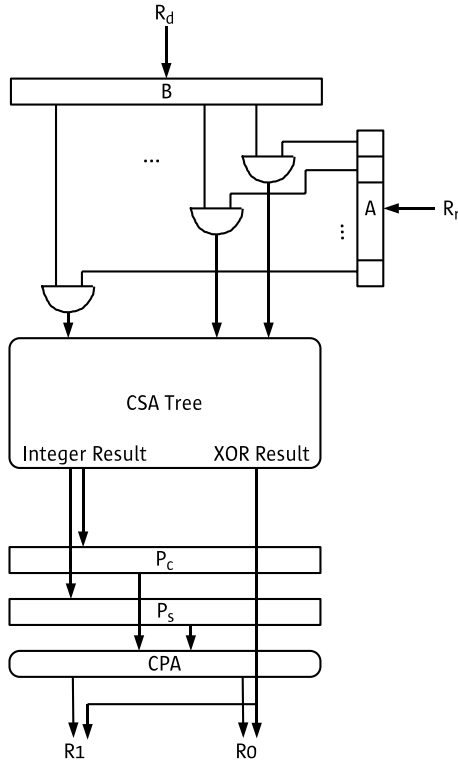 Rd
B
...
A
Rr
...
CSA Tree
Integer Result XOR Result
Pc
Ps
CPA
R1 R0